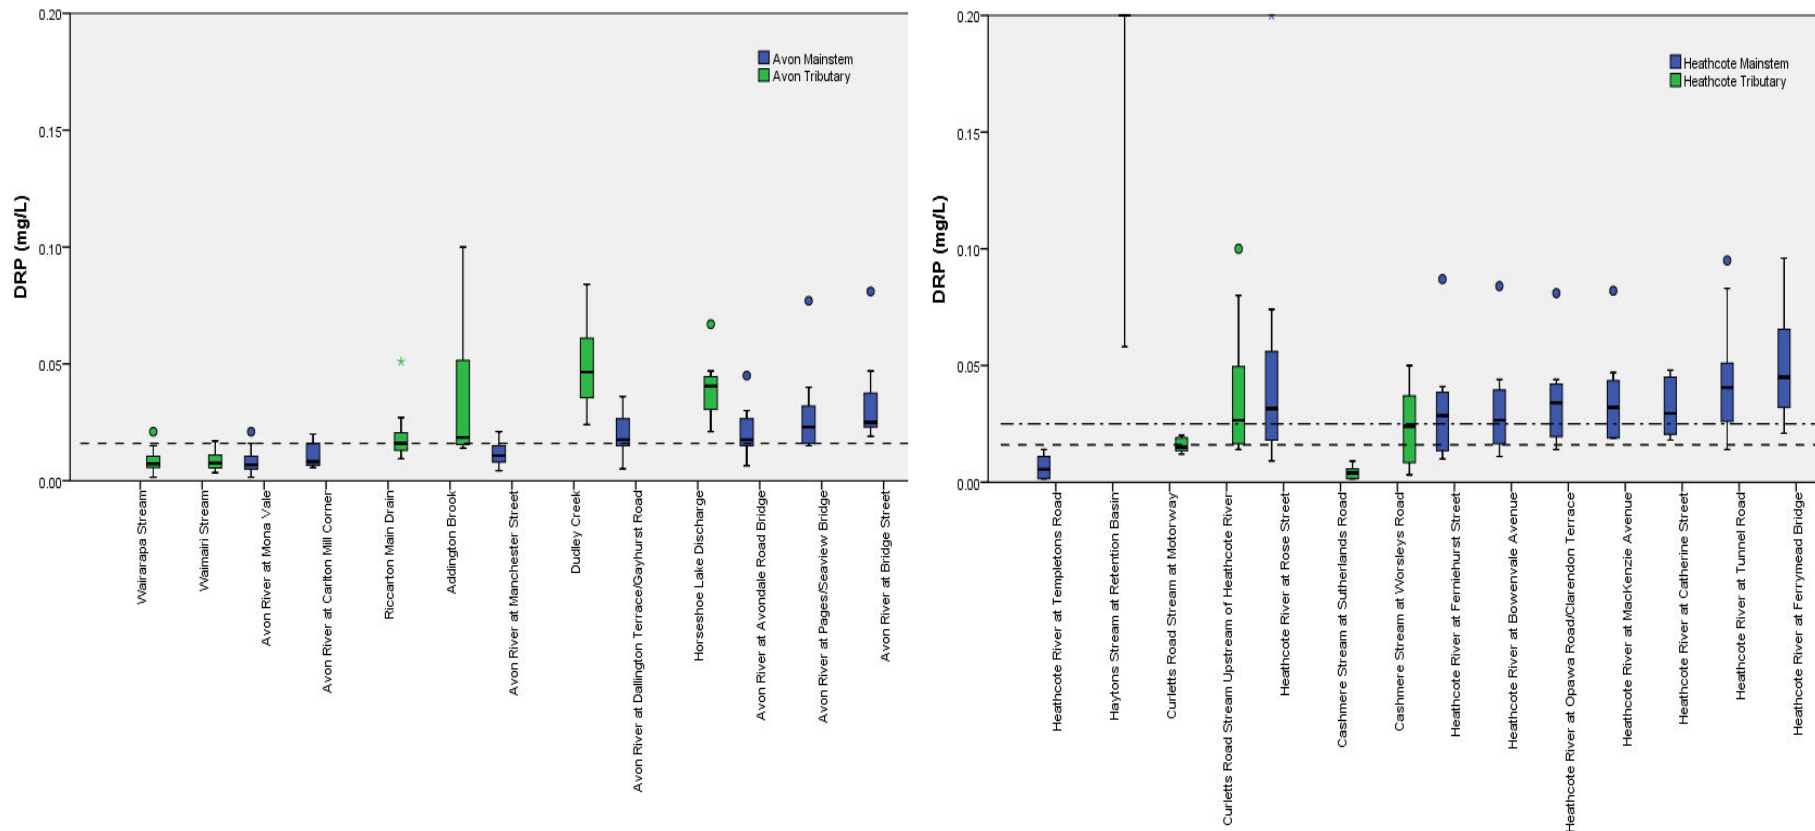 0.20
0.15
0.10
0.05
0.00
DRP (mg/L)
Avon Mainstem
Avon Tributary
Wairarapa Stream
Waimairi Stream
Avon River at Mona Vale
Avon River at Carlton Mill Corner
Riccarton Main Drain
Addington Brook
Avon River at Manchester Street
Dudley Creek
Avon River at Dallington Terrace/Gayhurst Road
Horseshoe Lake Discharge
Avon River at Avondale Road Bridge
Avon River at Pages/Seaview Bridge
Avon River at Bridge Street
0.20
0.15
0.10
0.05
0.00
DRP (mg/L)
Heathcote Mainstem
Heathcote Tributary
Heathcote River at Templetons Road
Haytons Stream at Retention Basin
Curletts Road Stream at Motorway
Curletts Road Stream Upstream of Heathcote River
Heathcote River at Rose Street
Cashmere Stream at Sutherlands Road
Cashmere Stream at Worsleys Road
Heathcote River at Ferniehurst Street
Heathcote River at Bowenvale Avenue
Heathcote River at Opawa Road/Clarendon Terrace
Heathcote River at MacKenzie Avenue
Heathcote River at Catherine Street
Heathcote River at Tunnel Road
Heathcote River at Ferrymead Bridge